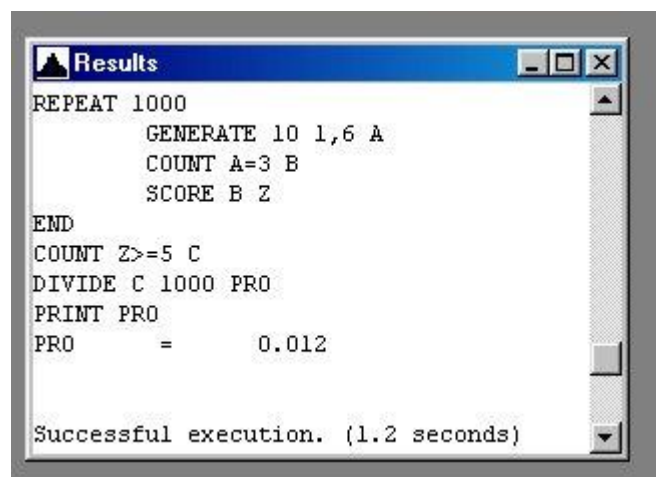 Results
REPEAT 1000
GENERATE 10 1,6 A
COUNT A=3 B
SCORE B Z
END
COUNT Z>=5 C
DIVIDE C 1000 PRO
PRINT PRO
PRO = 0.012
Successful execution. (1.2 seconds)